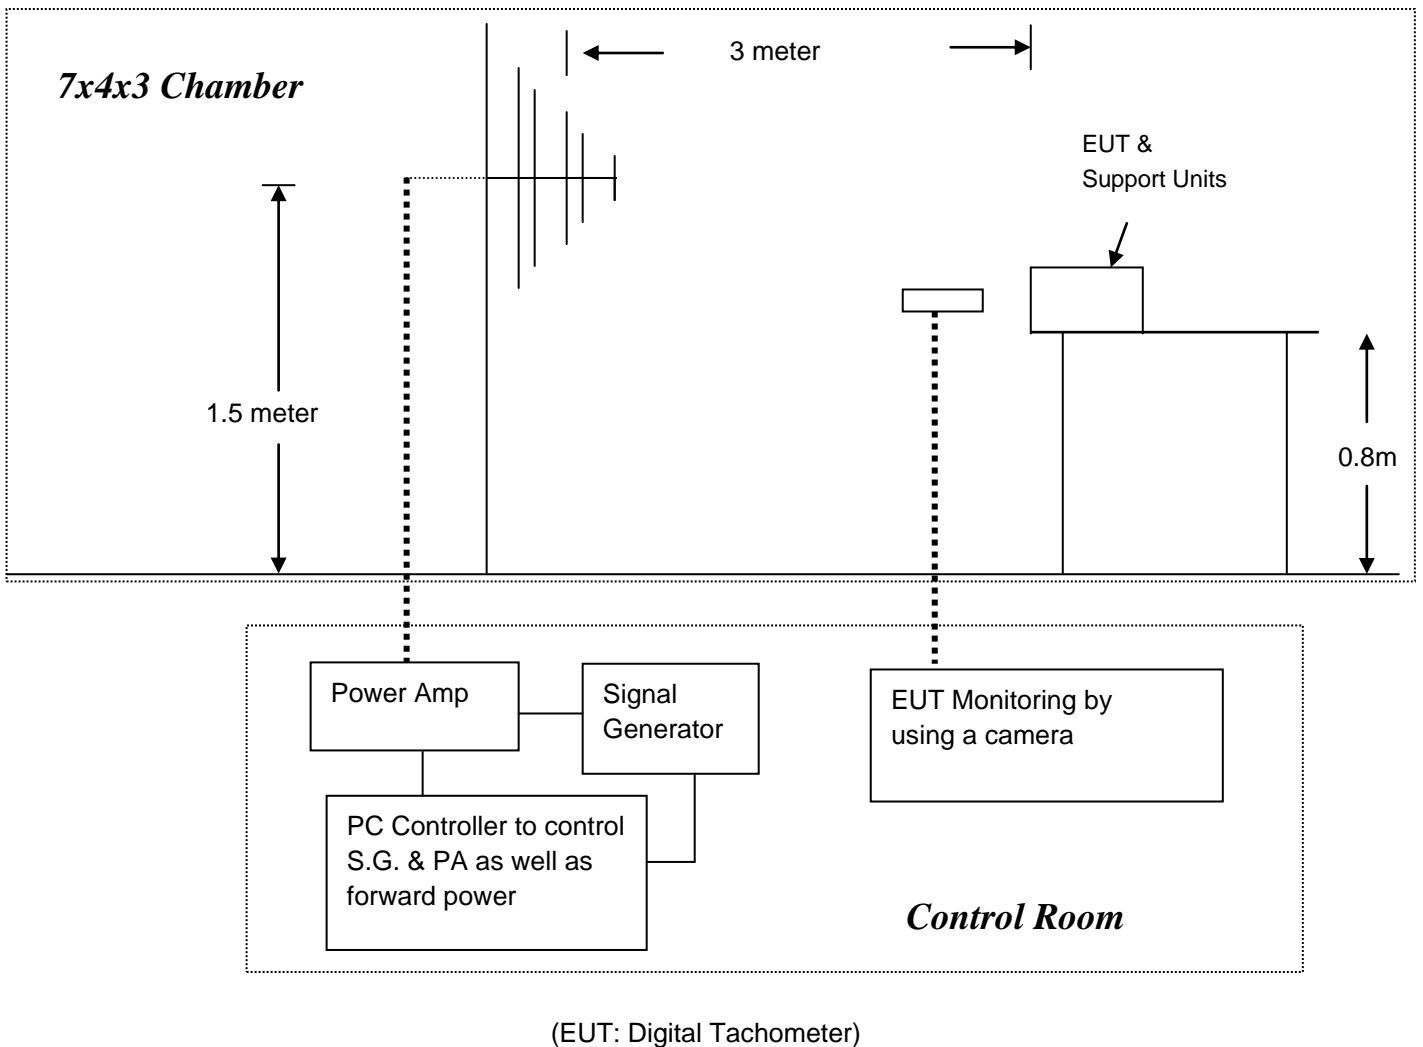 3 meter
7x4x3 Chamber
EUT &
Support Units
1.5 meter
0.8m
Power Amp
Signal
Generator
EUT Monitoring by
using a camera
PC Controller to control
S.G. & PA as well as
forward power
Control Room
(EUT: Digital Tachometer)